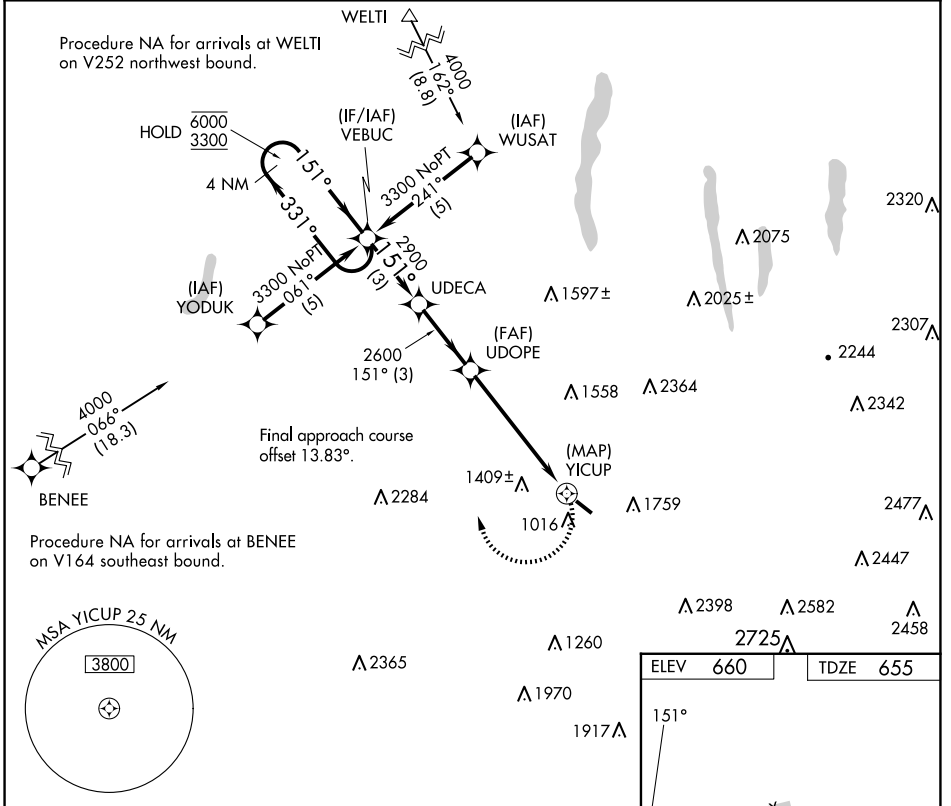 WELTI
Procedure NA for arrivals at WELTI
on V252 northwest bound.
4000
162°
(8.8)
HOLD 6000
3300
4 NM
151°
331°
(IF/IAF)
VEBUC
(IAF)
WUSAT
3300 NoPT
241°
(5)
2320
2075
(IAF)
YODUK
3300 NoPT
061°
(5)
2900
151°
(3)
UDECA
1597±
2025±
2307
2244
2600
151° (3)
(FAF)
UDOPE
1558
2364
2342
4000
066°
(18.3)
BENEE
Final approach course
offset 13.83°.
(MAP)
YICUP
1409±
2284
1016
1759
2477
Procedure NA for arrivals at BENEE
on V164 southeast bound.
2447
2398
2582
2458
2725
MSA YICUP 25 NM
3800
2365
1260
1970
1917
ELEV 660
TDZE 655
151°